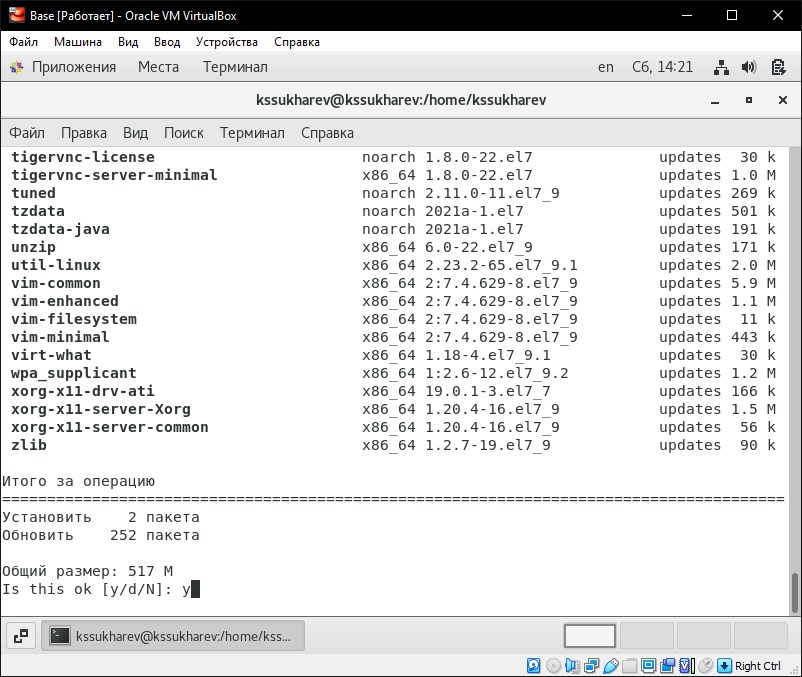 Base [Работает] - Oracle VM VirtualBox
Файл Машина Вид Ввод Устройства Справка
Приложения Места Терминал en Сб, 14:21
kssukharev@kssukharev:/home/kssukharev
Файл Правка Вид Поиск Терминал Справка
tigervnc-license noarch 1.8.0-22.el7 updates 30 k
tigervnc-server-minimal x86_64 1.8.0-22.el7 updates 1.0 M
tuned noarch 2.11.0-11.el7_9 updates 269 k
tzdata noarch 2021a-1.el7 updates 501 k
tzdata-java noarch 2021a-1.el7 updates 191 k
unzip x86_64 6.0-22.el7_9 updates 171 k
util-linux x86_64 2.23.2-65.el7_9.1 updates 2.0 M
vim-common x86_64 2:7.4.629-8.el7_9 updates 5.9 M
vim-enhanced x86_64 2:7.4.629-8.el7_9 updates 1.1 M
vim-filesystem x86_64 2:7.4.629-8.el7_9 updates 11 k
vim-minimal x86_64 2:7.4.629-8.el7_9 updates 443 k
virt-what x86_64 1.18-4.el7_9.1 updates 30 k
wpa_supplicant x86_64 1:2.6-12.el7_9.2 updates 1.2 M
xorg-x11-drv-ati x86_64 19.0.1-3.el7_7 updates 166 k
xorg-x11-server-Xorg x86_64 1.20.4-16.el7_9 updates 1.5 M
xorg-x11-server-common x86_64 1.20.4-16.el7_9 updates 56 k
zlib x86_64 1.2.7-19.el7_9 updates 90 k
Итого за операцию
=======================================================================================
Установить 2 пакета
Обновить 252 пакета
Общий размер: 517 M
Is this ok [y/d/N]: y
kssukharev@kssukharev:/home/kss...
Right Ctrl